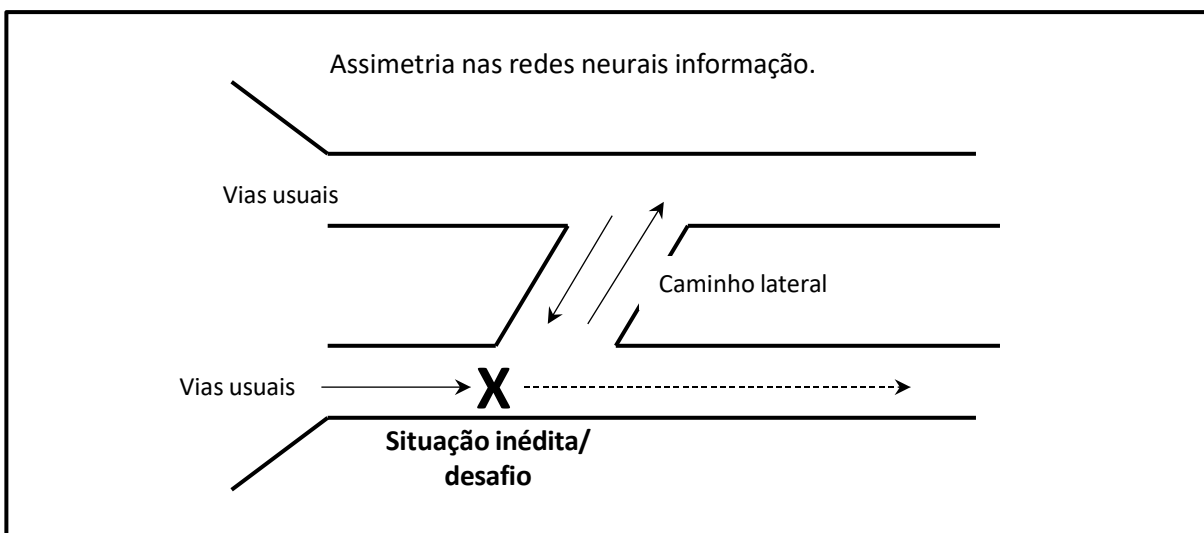 Assimetria nas redes neurais informação.
Vias usuais
Caminho lateral
Vias usuais
X
Situação inédita/
desafio